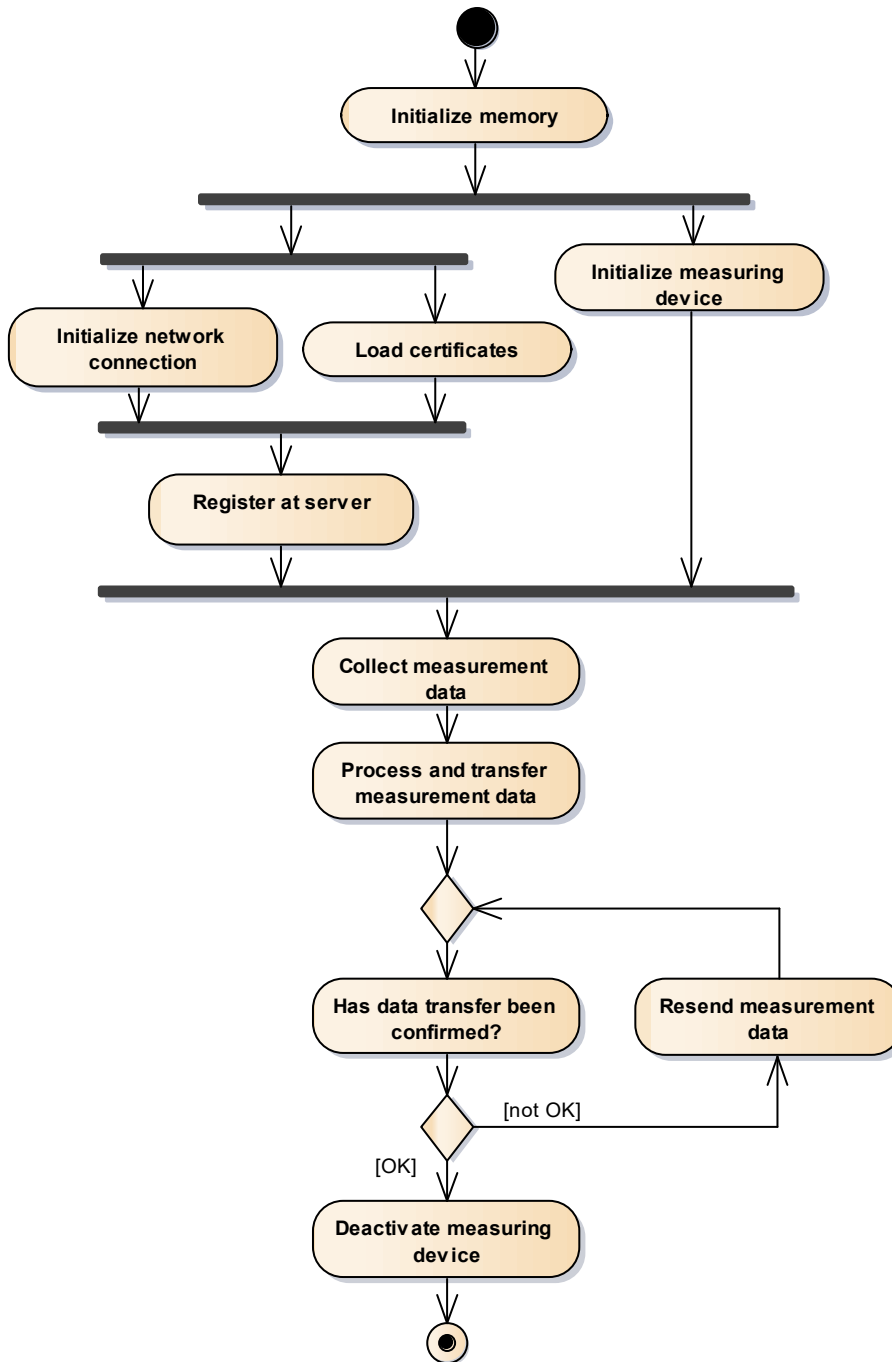 Initialize memory
Initialize measuring
device
Initialize network
connection
Load certificates
Register at server
Collect measurement
data
Process and transfer
measurement data
Has data transfer been
confirmed?
Resend measurement
data
[not OK]
[OK]
Deactivate measuring
device